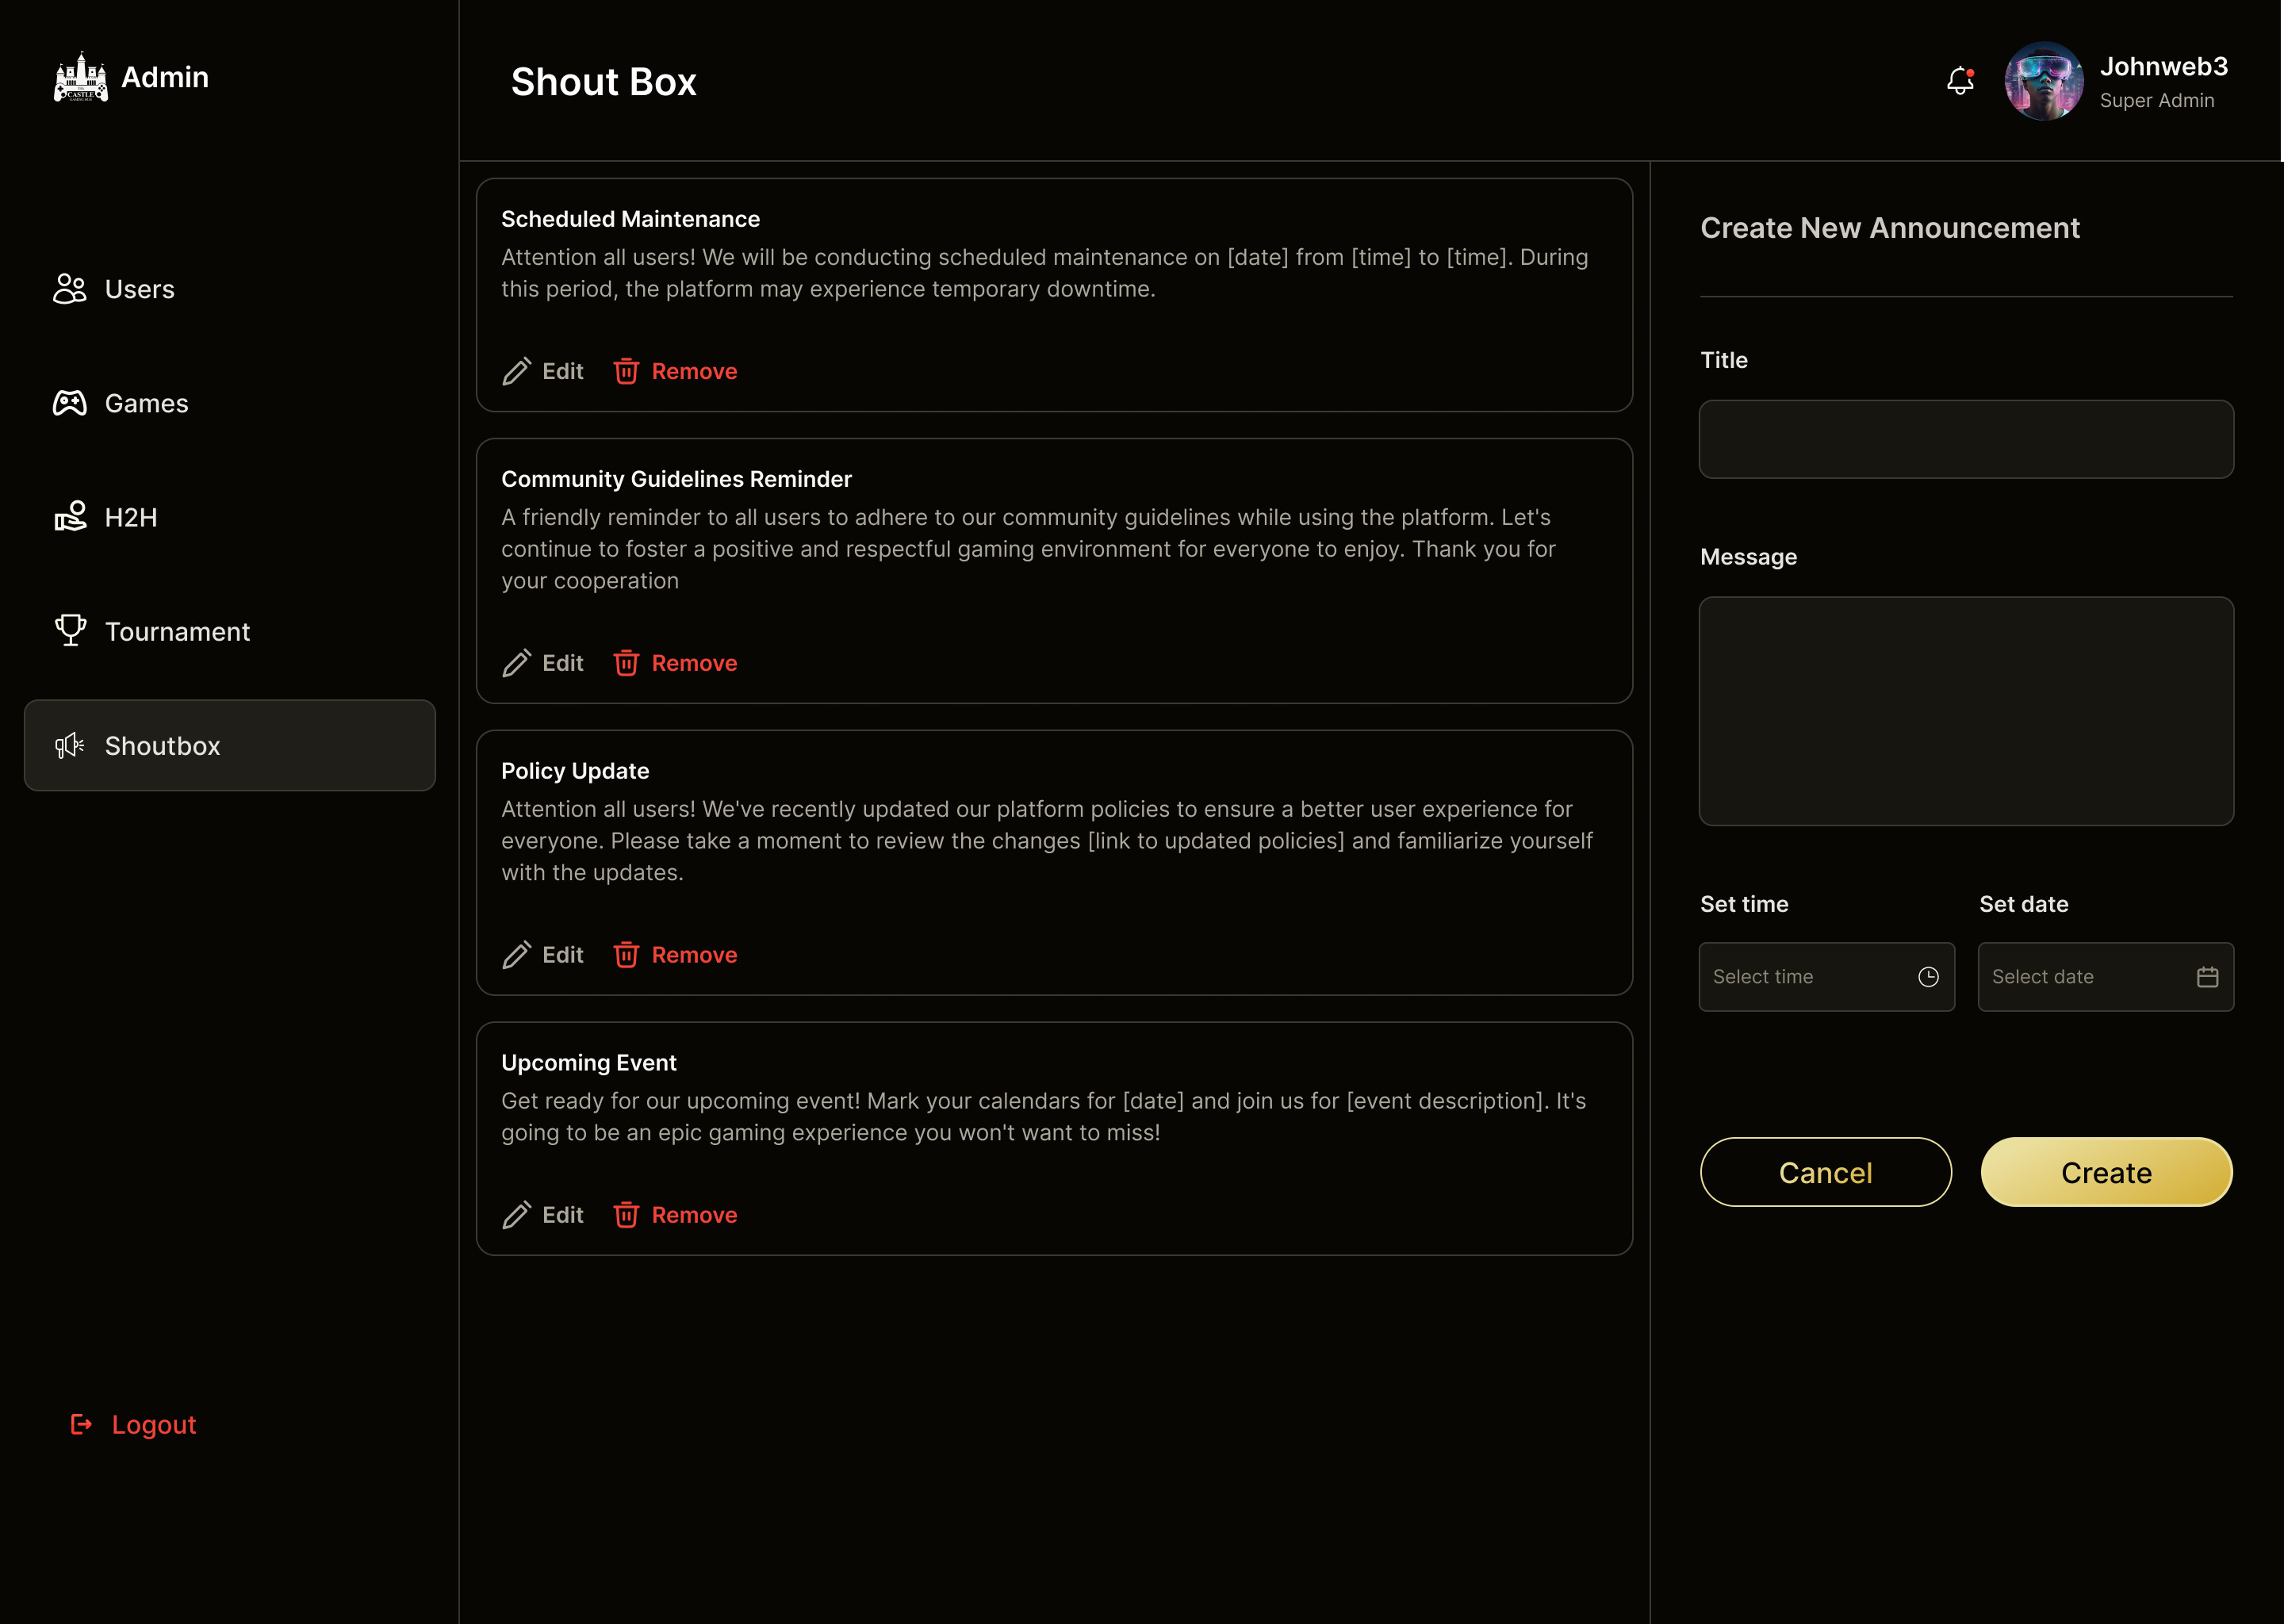 Admin
Shout Box
Johnweb3
Super Admin
Users
Games
H2H
Tournament
Shoutbox
Logout
Scheduled Maintenance
Attention all users! We will be conducting scheduled maintenance on [date] from [time] to [time]. During
this period, the platform may experience temporary downtime.
Edit Remove
Community Guidelines Reminder
A friendly reminder to all users to adhere to our community guidelines while using the platform. Let's
continue to foster a positive and respectful gaming environment for everyone to enjoy. Thank you for
your cooperation
Edit Remove
Policy Update
Attention all users! We've recently updated our platform policies to ensure a better user experience for
everyone. Please take a moment to review the changes [link to updated policies] and familiarize yourself
with the updates.
Edit Remove
Upcoming Event
Get ready for our upcoming event! Mark your calendars for [date] and join us for [event description]. It's
going to be an epic gaming experience you won't want to miss!
Edit Remove
Create New Announcement
Title
Message
Set time Set date
Select time Select date
Cancel Create